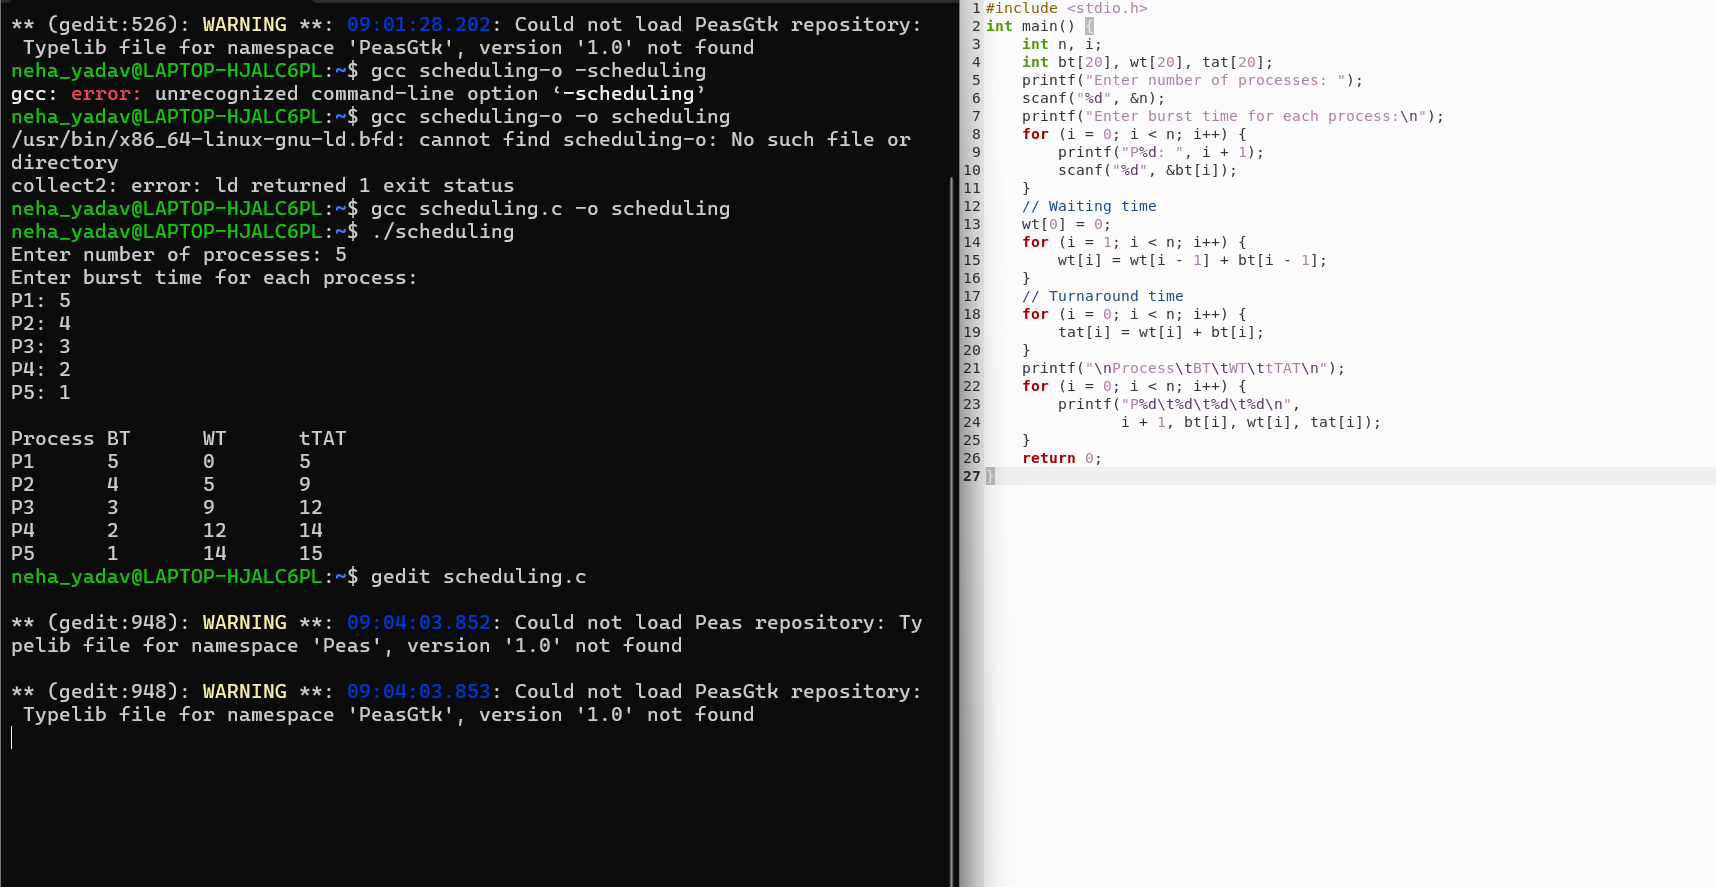 ** (gedit:526): WARNING **: 09:01:28.202: Could not load PeasGtk repository:
 Typelib file for namespace 'PeasGtk', version '1.0' not found
neha_yadav@LAPTOP-HJALC6PL:~$ gcc scheduling-o -scheduling
gcc: error: unrecognized command-line option ‘-scheduling’
neha_yadav@LAPTOP-HJALC6PL:~$ gcc scheduling-o -o scheduling
/usr/bin/x86_64-linux-gnu-ld.bfd: cannot find scheduling-o: No such file or
directory
collect2: error: ld returned 1 exit status
neha_yadav@LAPTOP-HJALC6PL:~$ gcc scheduling.c -o scheduling
neha_yadav@LAPTOP-HJALC6PL:~$ ./scheduling
Enter number of processes: 5
Enter burst time for each process:
P1: 5
P2: 4
P3: 3
P4: 2
P5: 1

Process BT      WT      tTAT
P1      5       0       5
P2      4       5       9
P3      3       9       12
P4      2       12      14
P5      1       14      15
neha_yadav@LAPTOP-HJALC6PL:~$ gedit scheduling.c

** (gedit:948): WARNING **: 09:04:03.852: Could not load Peas repository: Ty
pelib file for namespace 'Peas', version '1.0' not found

** (gedit:948): WARNING **: 09:04:03.853: Could not load PeasGtk repository:
 Typelib file for namespace 'PeasGtk', version '1.0' not found

1 #include <stdio.h>
2 int main() {
3     int n, i;
4     int bt[20], wt[20], tat[20];
5     printf("Enter number of processes: ");
6     scanf("%d", &n);
7     printf("Enter burst time for each process:\n");
8     for (i = 0; i < n; i++) {
9         printf("P%d: ", i + 1);
10         scanf("%d", &bt[i]);
11     }
12     // Waiting time
13     wt[0] = 0;
14     for (i = 1; i < n; i++) {
15         wt[i] = wt[i - 1] + bt[i - 1];
16     }
17     // Turnaround time
18     for (i = 0; i < n; i++) {
19         tat[i] = wt[i] + bt[i];
20     }
21     printf("\nProcess\tBT\tWT\ttTAT\n");
22     for (i = 0; i < n; i++) {
23         printf("P%d\t%d\t%d\t%d\n",
24                i + 1, bt[i], wt[i], tat[i]);
25     }
26     return 0;
27 }